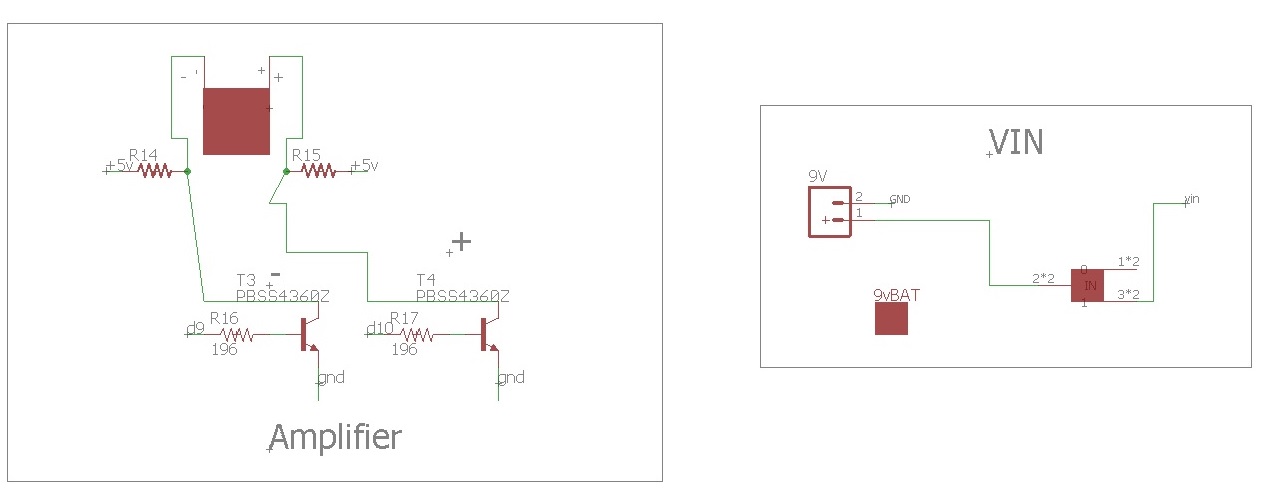 - '
+ +
R14
R15
+5v
+5v
+
-
T3
T4
PBSS4360Z
PBSS4360Z
d9
R16
d10
R17
196
196
gnd
gnd
Amplifier
VIN
9V
2
GND
+
1
vin
0
1*2
2*2
IN
3*2
1
9vBAT